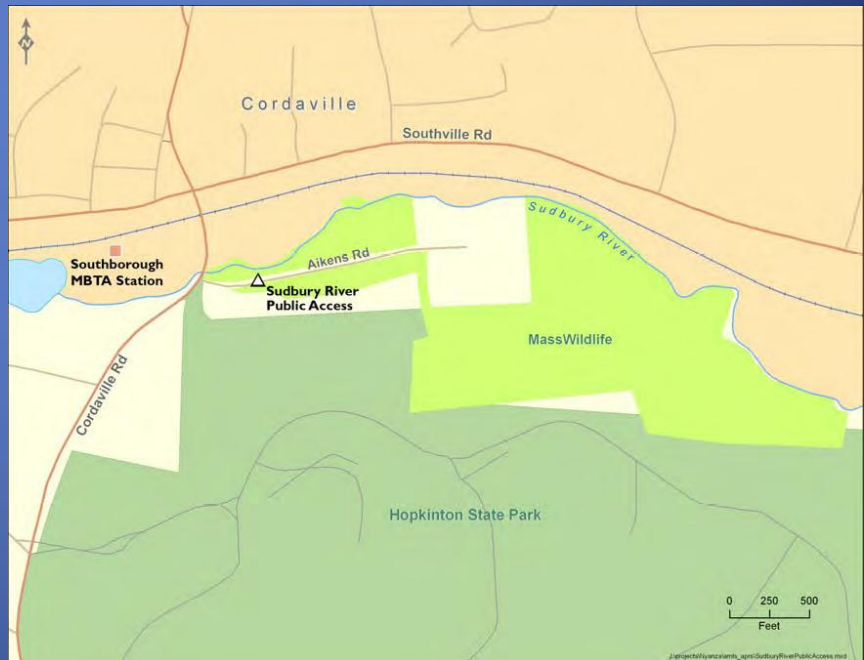 N
Cordaville
Southville Rd
Sudbury River
Southborough
MBTA Station
Aikens Rd
Sudbury River
Public Access
MassWildlife
Cordaville Rd
Hopkinton State Park
0 250 500
Feet